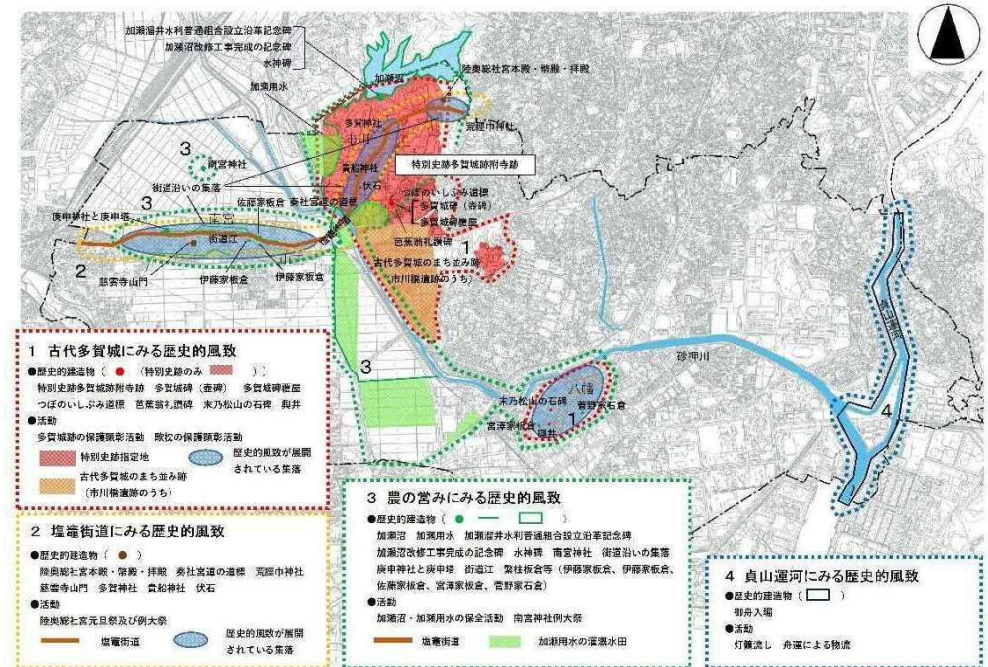 加瀬溜井水利普通組合設立沿革記念碑
加瀬沼改修工事完成の記念碑
水神碑
加瀬沼
陸奥総社宮本殿・幣殿・拝殿
加瀬用水
多賀神社
市川
荒脛巾神社
3
南宮神社
貴船神社
特別史跡多賀城跡附寺跡
街道沿いの集落
伏石
つぼのいしぶみ道標
3
佐藤家板倉
奏社宮道の道標
多賀城碑（壺碑）
庚申神社と庚申塔
南宮
多賀城碑覆屋
街道江
芭蕉翁礼讃碑
1
2
古代多賀城のまち並み跡
（市川橋遺跡のうち）
慈雲寺山門
伊藤家板倉
伊藤家板倉
貞山運河
砂押川
3
八幡
末乃松山の石碑
菅野家石倉
宮澤家板倉
興井
1
4
1 古代多賀城にみる歴史的風致
●歴史的建造物（ ● （特別史跡のみ ）)
特別史跡多賀城跡附寺跡 多賀城碑（壺碑） 多賀城碑覆屋
つぼのいしぶみ道標 芭蕉翁礼讃碑 末乃松山の石碑 興井
●活動
多賀城跡の保護顕彰活動 歌枕の保護顕彰活動
特別史跡指定地
歴史的風致が展開
されている集落
古代多賀城のまち並み跡
（市川橋遺跡のうち）
2 塩竈街道にみる歴史的風致
●歴史的建造物（ ● ）
陸奥総社宮本殿・幣殿・拝殿 奏社宮道の道標 荒脛巾神社
慈雲寺山門 多賀神社 貴船神社 伏石
●活動
陸奥総社宮元旦祭及び例大祭
塩竈街道
歴史的風致が展開
されている集落
3 農の営みにみる歴史的風致
●歴史的建造物（ ● ）
加瀬沼 加瀬用水 加瀬溜井水利普通組合設立沿革記念碑
加瀬沼改修工事完成の記念碑 水神碑 南宮神社 街道沿いの集落
庚申神社と庚申塔 街道江 繋柱板倉等（伊藤家板倉、伊藤家板倉、
佐藤家板倉、宮澤家板倉、菅野家石倉）
●活動
加瀬沼・加瀬用水の保全活動 南宮神社例大祭
塩竈街道
加瀬用水の灌漑水田
4 貞山運河にみる歴史的風致
●歴史的建造物（ ）
御舟入堀
●活動
灯籠流し 舟運による物流